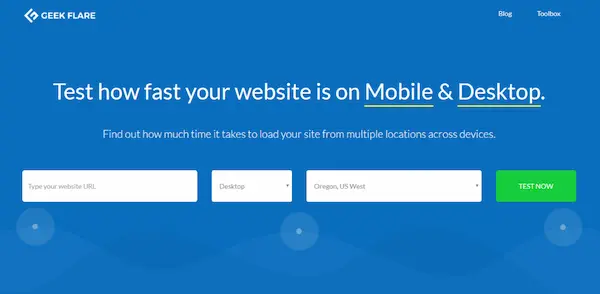 GEEK FLARE
Blog
Toolbox
Test how fast your website is on Mobile & Desktop.
Find out how much time it takes to load your site from multiple locations across devices.
Type your website URL
Desktop
Oregon, US West
TEST NOW